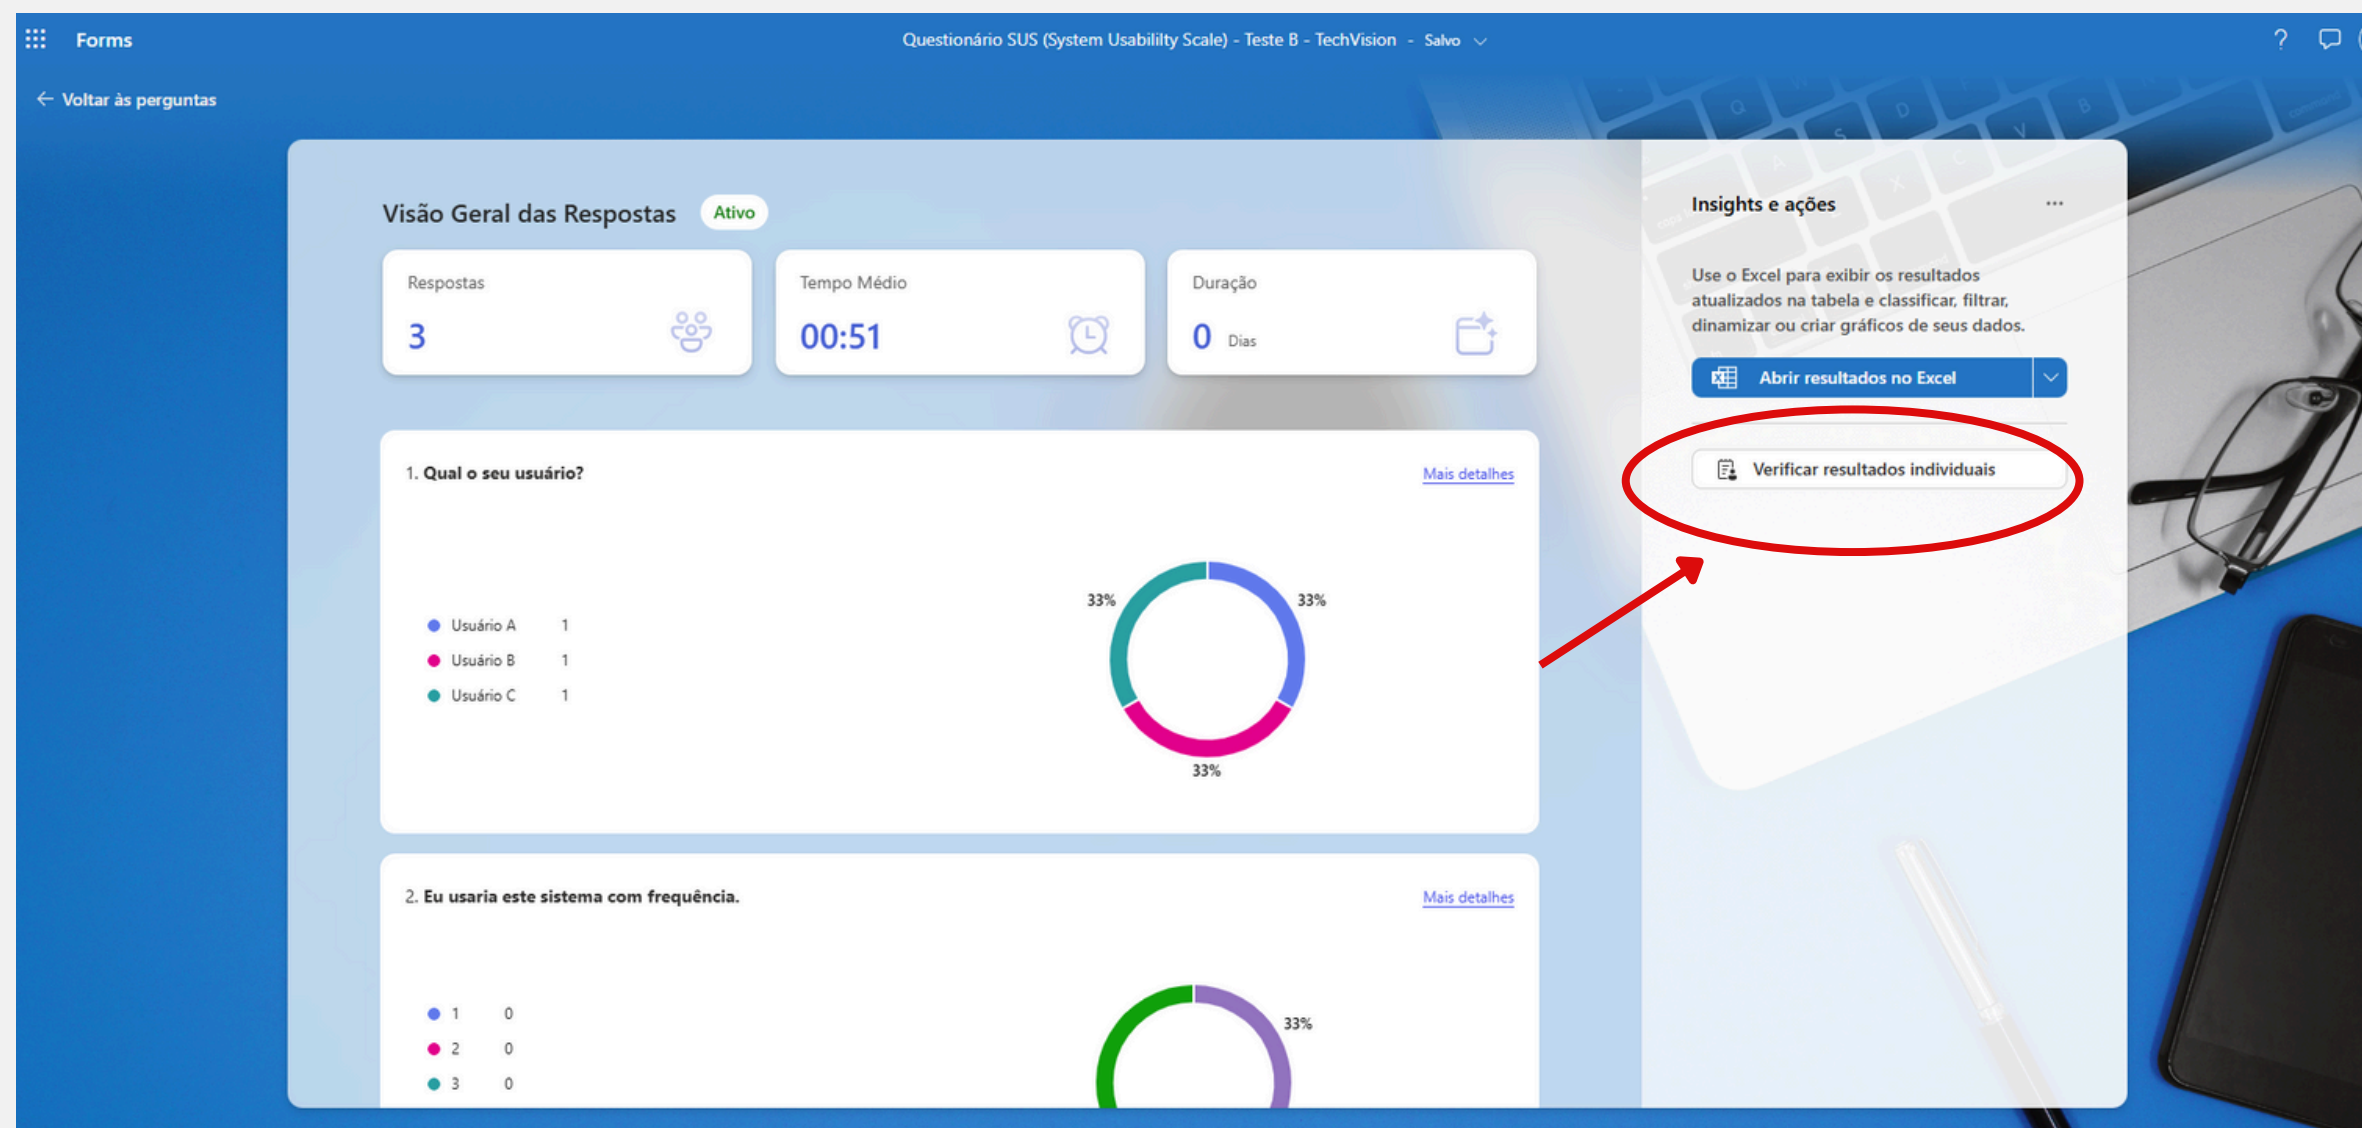 Forms
Questionário SUS (System Usabililty Scale) - Teste B - TechVision - Salvo
?
← Voltar às perguntas
Visão Geral das Respostas Ativo
Respostas
3
Tempo Médio
00:51
Duração
0 Dias
1. Qual o seu usuário?
Mais detalhes
Usuário A 1
Usuário B 1
Usuário C 1
33%
33%
33%
2. Eu usaria este sistema com frequência.
Mais detalhes
1 0
2 0
3 0
33%
Insights e ações
...
Use o Excel para exibir os resultados
atualizados na tabela e classificar, filtrar,
dinamizar ou criar gráficos de seus dados.
Abrir resultados no Excel
Verificar resultados individuais